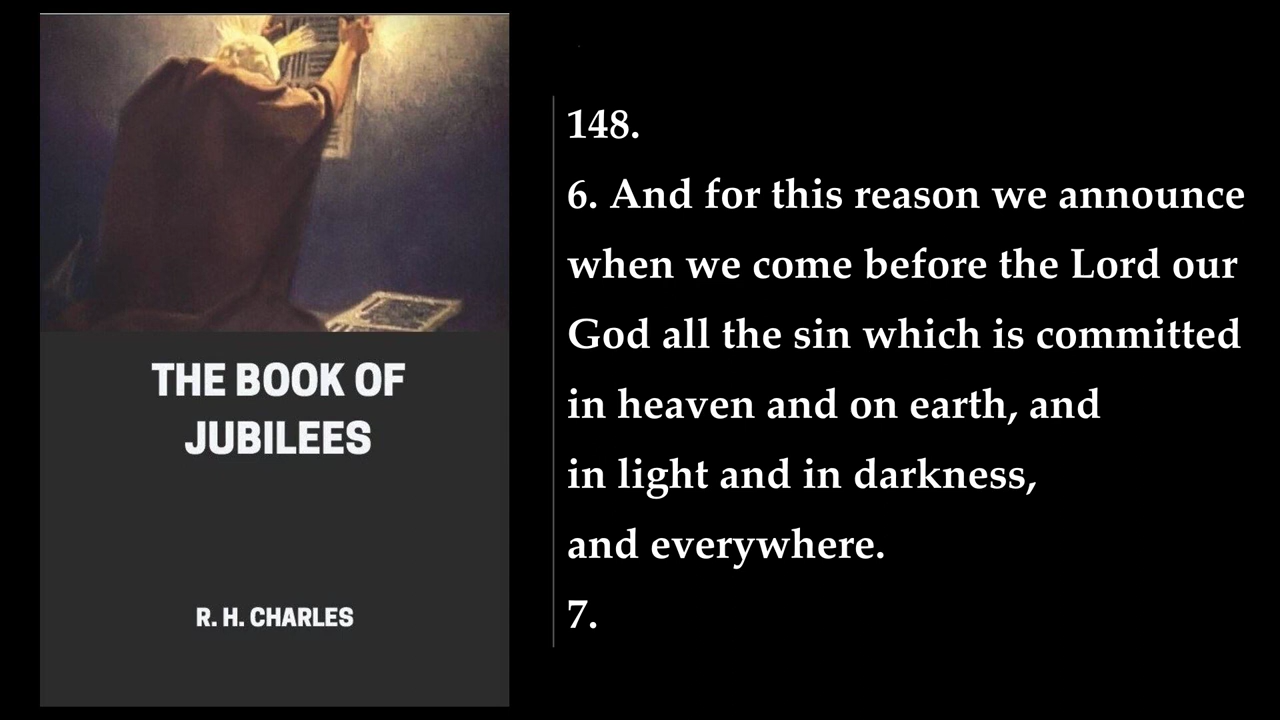 THE BOOK OF
JUBILEES
R. H. CHARLES
148.
6. And for this reason we announce
when we come before the Lord our
God all the sin which is committed
in heaven and on earth, and
in light and in darkness,
and everywhere.
7.